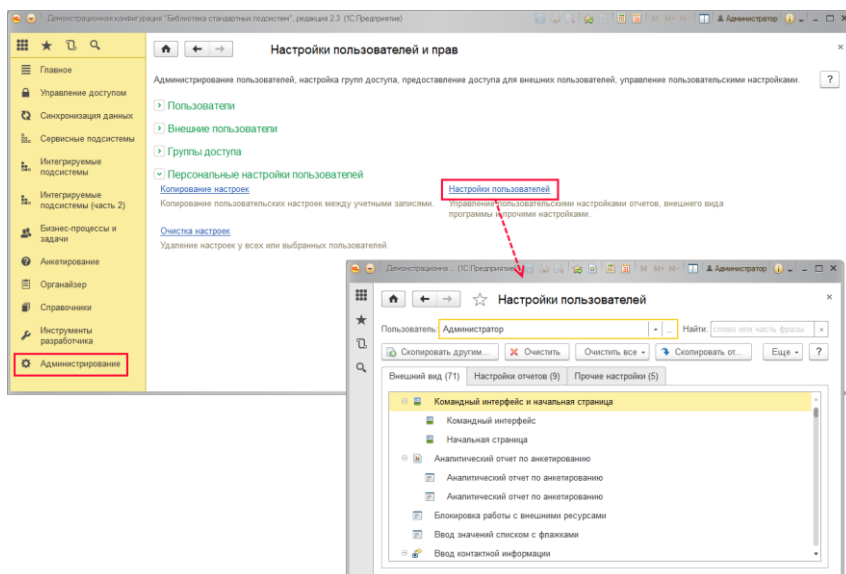 Демонстрационная конфигурация "Библиотека стандартных подсистем", редакция 2.3 (1С:Предприятие)
M M+ M-
Администратор
Настройки пользователей и прав
Главное
Управление доступом
Синхронизация данных
Сервисные подсистемы
Интегрируемые
подсистемы
Интегрируемые
подсистемы (часть 2)
Бизнес-процессы и
задачи
Анкетирование
Органайзер
Справочники
Инструменты
разработчика
Администрирование
Администрирование пользователей, настройка групп доступа, предоставление доступа для внешних пользователей, управление пользовательскими настройками.
?
Пользователи
Внешние пользователи
Группы доступа
Персональные настройки пользователей
Копирование настроек
Настройки пользователей
Копирование пользовательских настроек между учетными записями.
Управление пользовательскими настройками отчетов, внешнего вида
программы и прочими настройками.
Очистка настроек
Удаление настроек у всех или выбранных пользователей.
Демонстрационна... (1С:Предприятие)
M M+ M-
Администратор
Настройки пользователей
Пользователь: Администратор
...
Найти: слово или часть фразы
×
Скопировать другим...
Очистить
Очистить все
Скопировать от...
Еще
?
Внешний вид (71)
Настройки отчетов (9)
Прочие настройки (5)
Командный интерфейс и начальная страница
Командный интерфейс
Начальная страница
Аналитический отчет по анкетированию
Аналитический отчет по анкетированию
Аналитический отчет по анкетированию
Блокировка работы с внешними ресурсами
Ввод значений списком с флажками
Ввод контактной информации